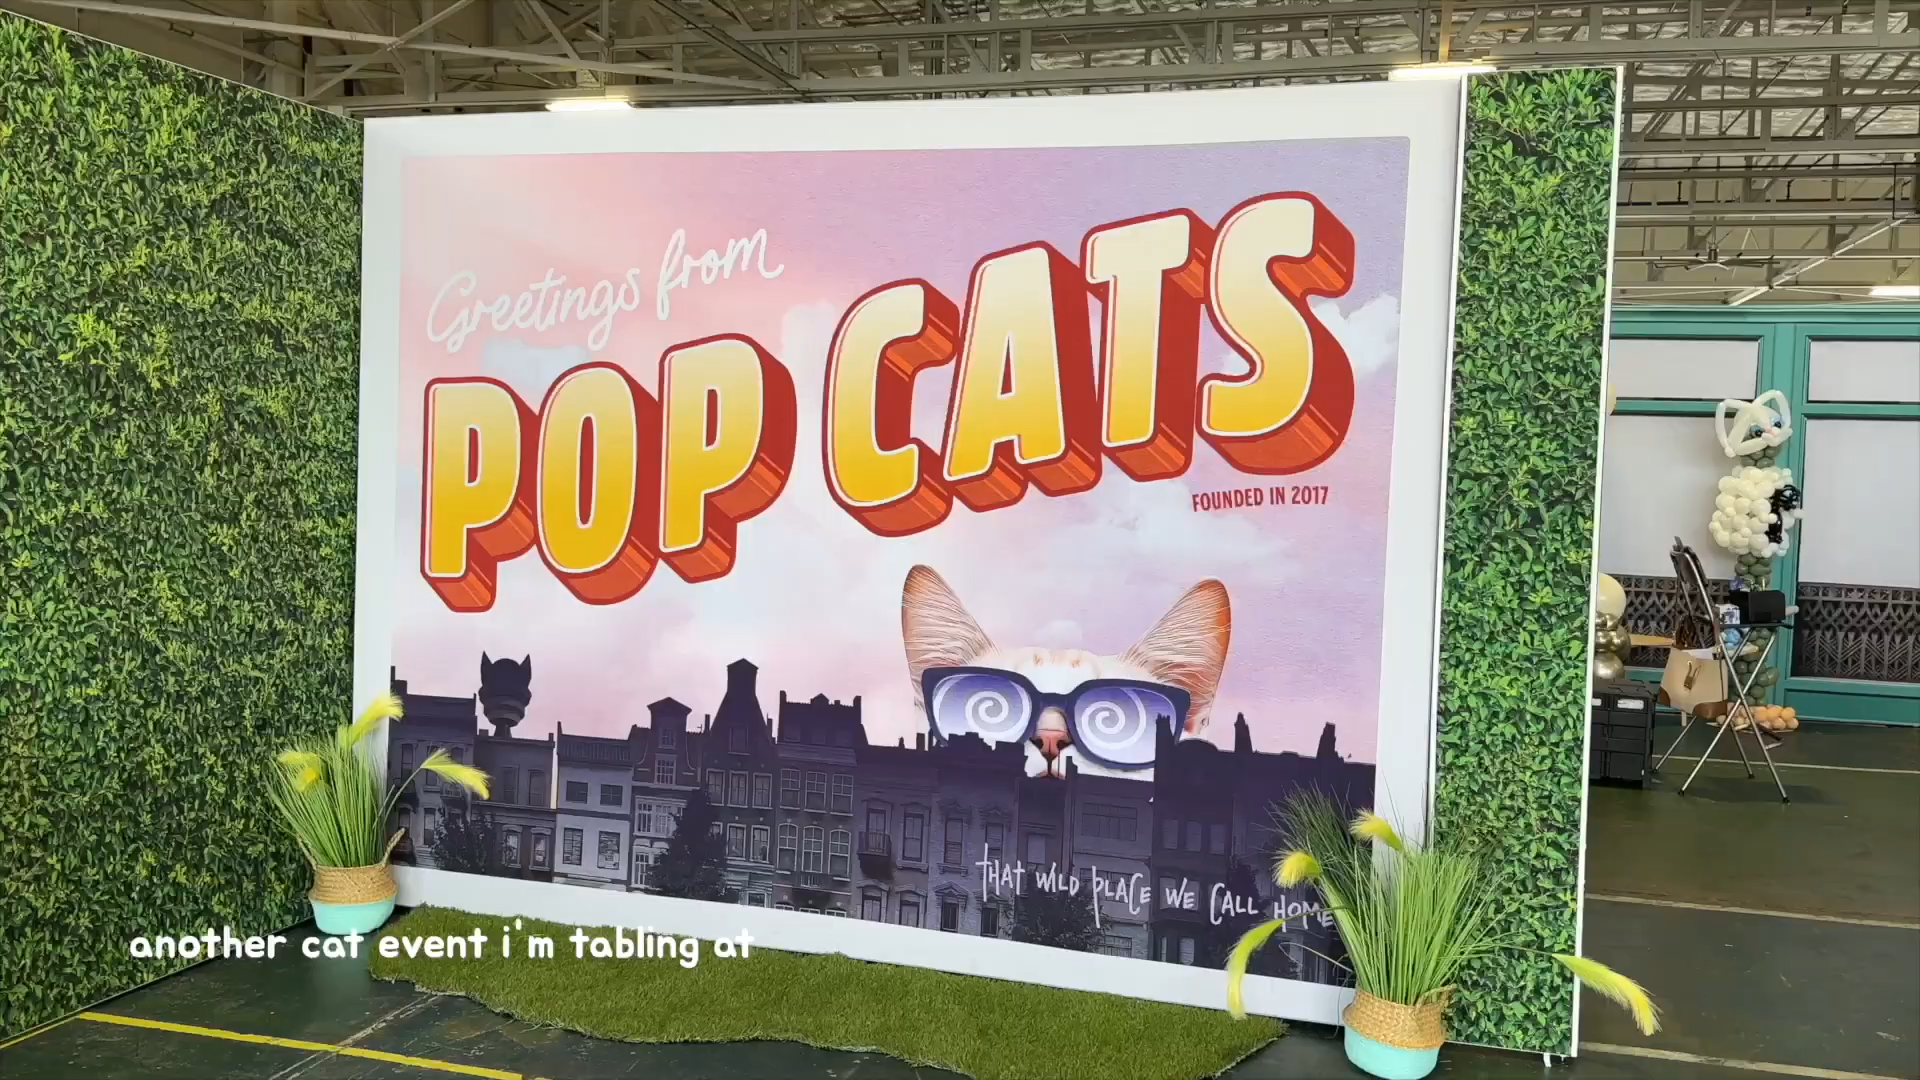 Greetings from
POP CATS
FOUNDED IN 2017
tHAT WILD PLACE WE CALL HOME
another cat event i'm tabling at